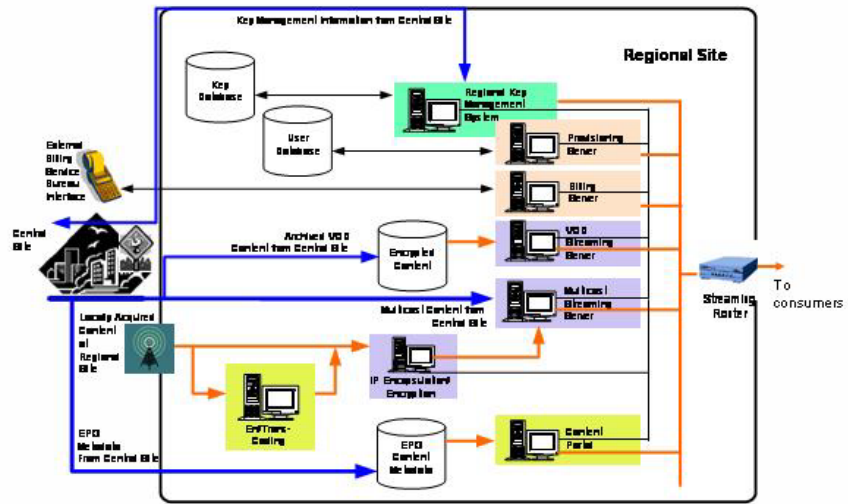 Key Management Information from Central Site
Regional Site
Key
Database
Regional Key
Management
System
User
Database
Provisioning
Server
External
Billing
Service
Bureau
Interface
Billing
Server
Central
Site
Archived VOD
Content from Central Site
Encrypted
Content
VOD
Streaming
Server
Multicast Content from
Central Site
Multicast
Streaming
Server
Streaming
Router
To
consumers
Locally Acquired
Content
at
Regional
Site
IP Encapsulation/
Encryption
En/Trans-
Coding
EPG
Metadata
From Central Site
EPG
Content
Metadata
Content
Portal